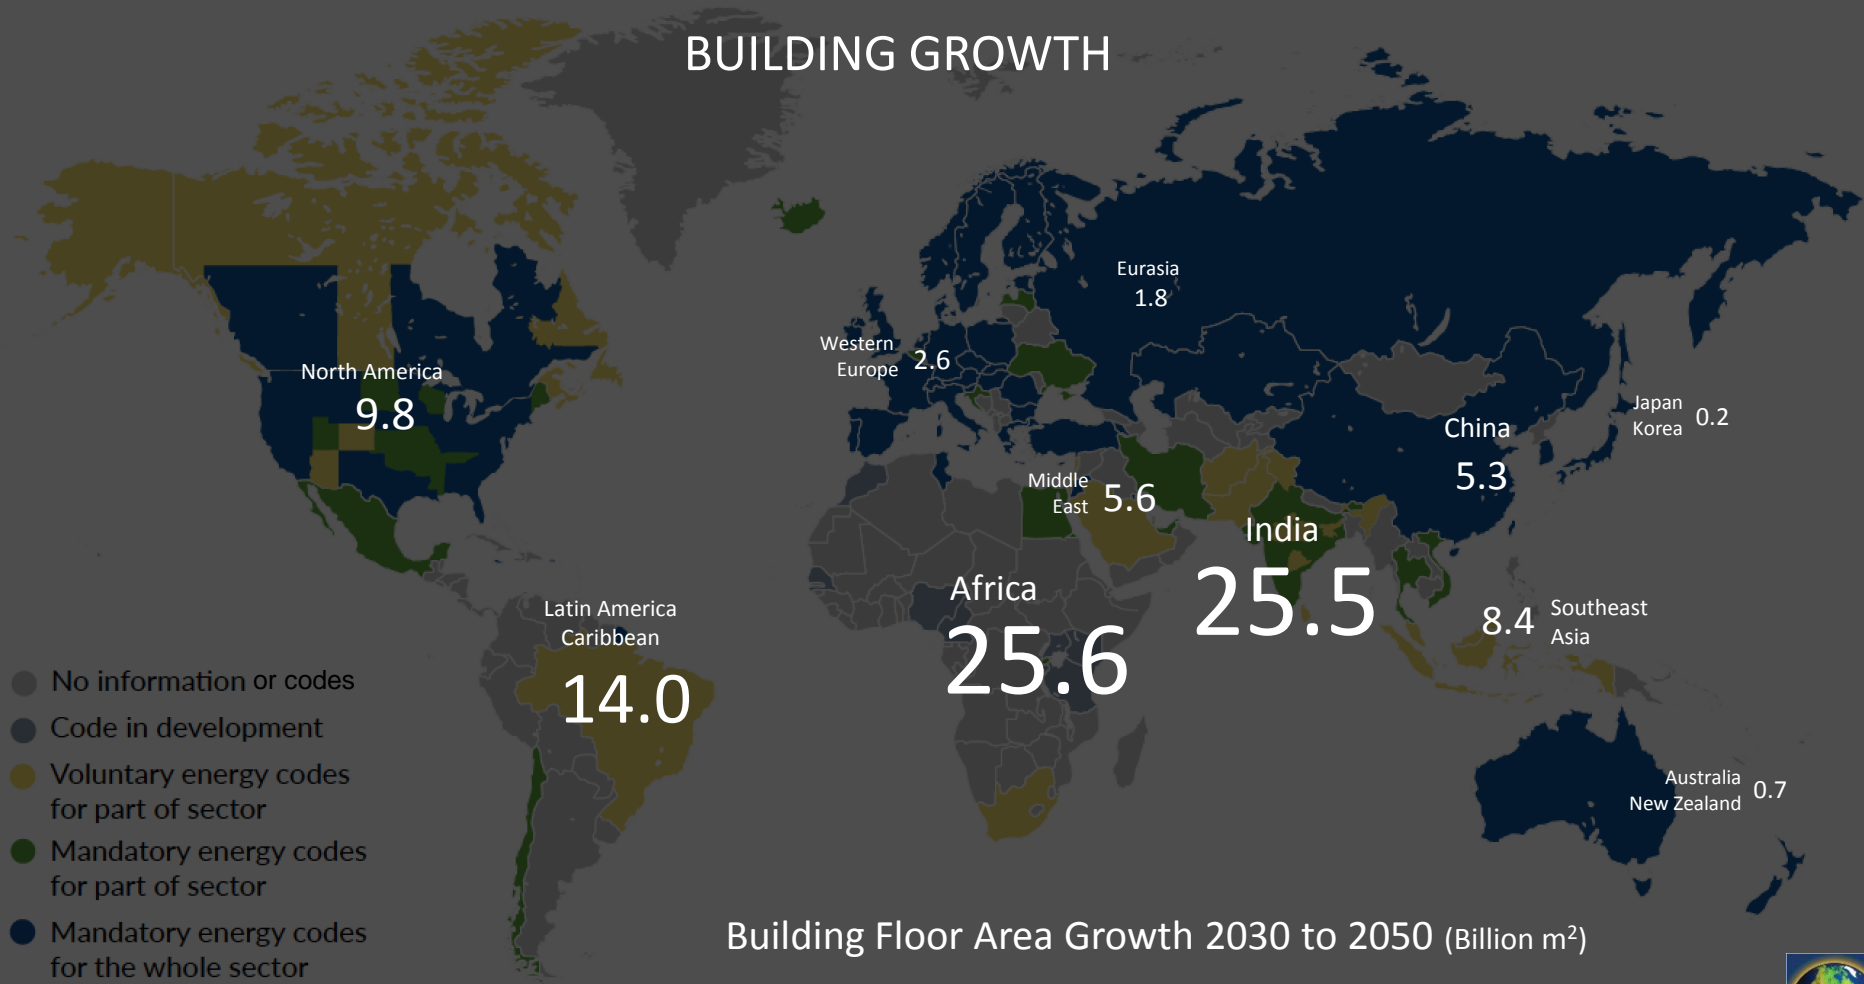 BUILDING GROWTH
Eurasia
1.8
Western
Europe
2.6
North America
9.8
Japan
Korea
0.2
China
5.3
Middle
East
5.6
India
25.5
Africa
25.6
Latin America
Caribbean
14.0
8.4
Southeast
Asia
Australia
New Zealand
0.7
No information or codes
Code in development
Voluntary energy codes
for part of sector
Mandatory energy codes
for part of sector
Mandatory energy codes
for the whole sector
Building Floor Area Growth 2030 to 2050 (Billion m²)